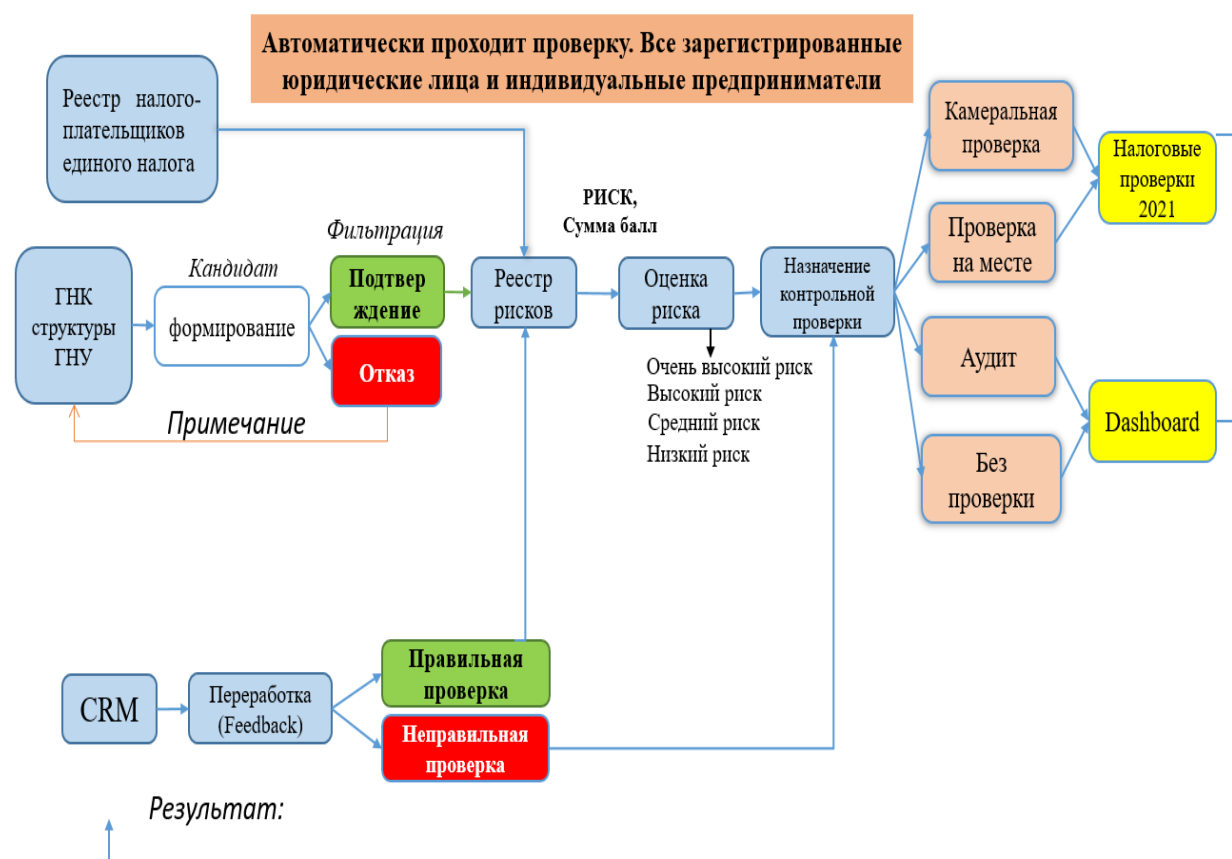 Автоматически проходит проверку. Все зарегистрированные
юридические лица и индивидуальные предприниматели
Реестр налого-
плательщиков
единого налога
РИСК,
Сумма балл
Фильтрация
Кандидат
ГНК
структуры
ГНУ
формирование
Подтвер
ждение
Отказ
Примечание
Реестр
рисков
Оценка
риска
Очень высокий риск
Высокий риск
Средний риск
Низкий риск
Назначение
контрольной
проверки
Камеральная
проверка
Проверка
на месте
Аудит
Без
проверки
Налоговые
проверки
2021
Dashboard
CRM
Переработка
(Feedback)
Правильная
проверка
Неправильная
проверка
Результат: